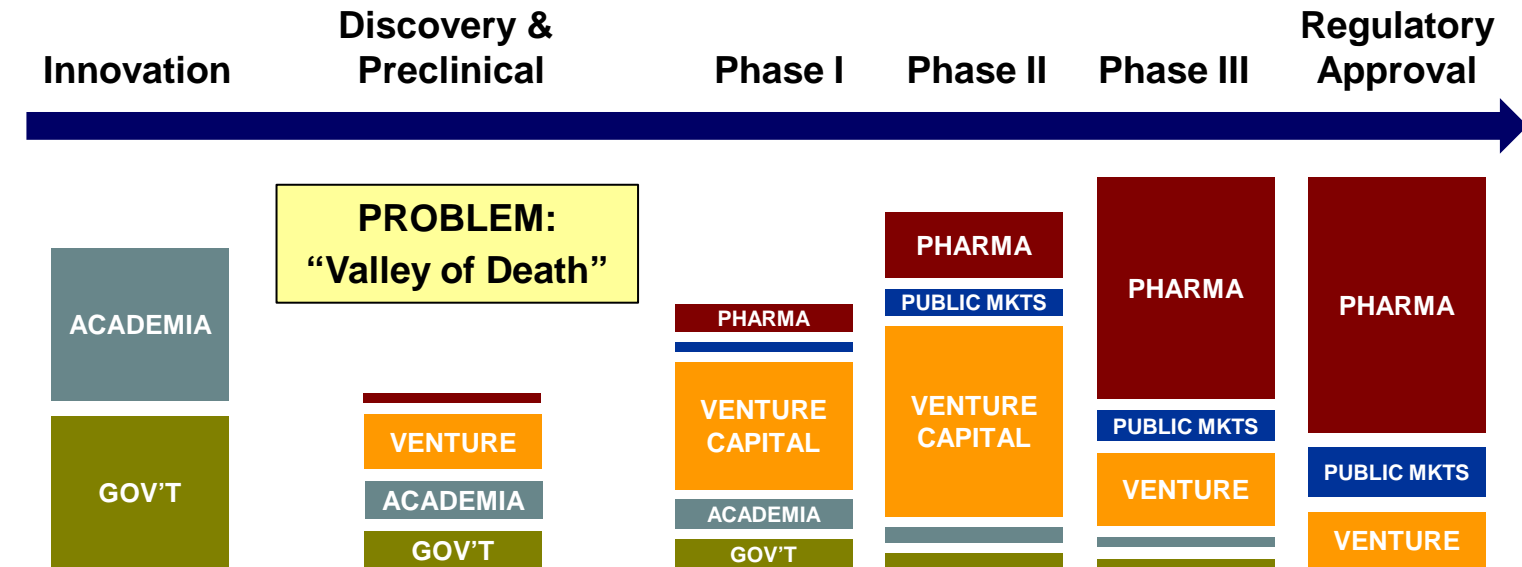 Innovation
Discovery &
Preclinical
Phase I
Phase II
Phase III
Regulatory
Approval
PROBLEM:
“Valley of Death”
ACADEMIA
GOV’T
VENTURE
ACADEMIA
GOV’T
PHARMA
VENTURE
CAPITAL
ACADEMIA
GOV’T
PHARMA
PUBLIC MKTS
VENTURE
CAPITAL
PHARMA
PUBLIC MKTS
VENTURE
PHARMA
PUBLIC MKTS
VENTURE